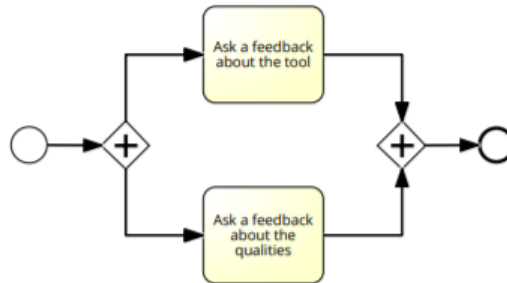 Ask a feedback
about the tool
Ask a feedback
about the
qualities